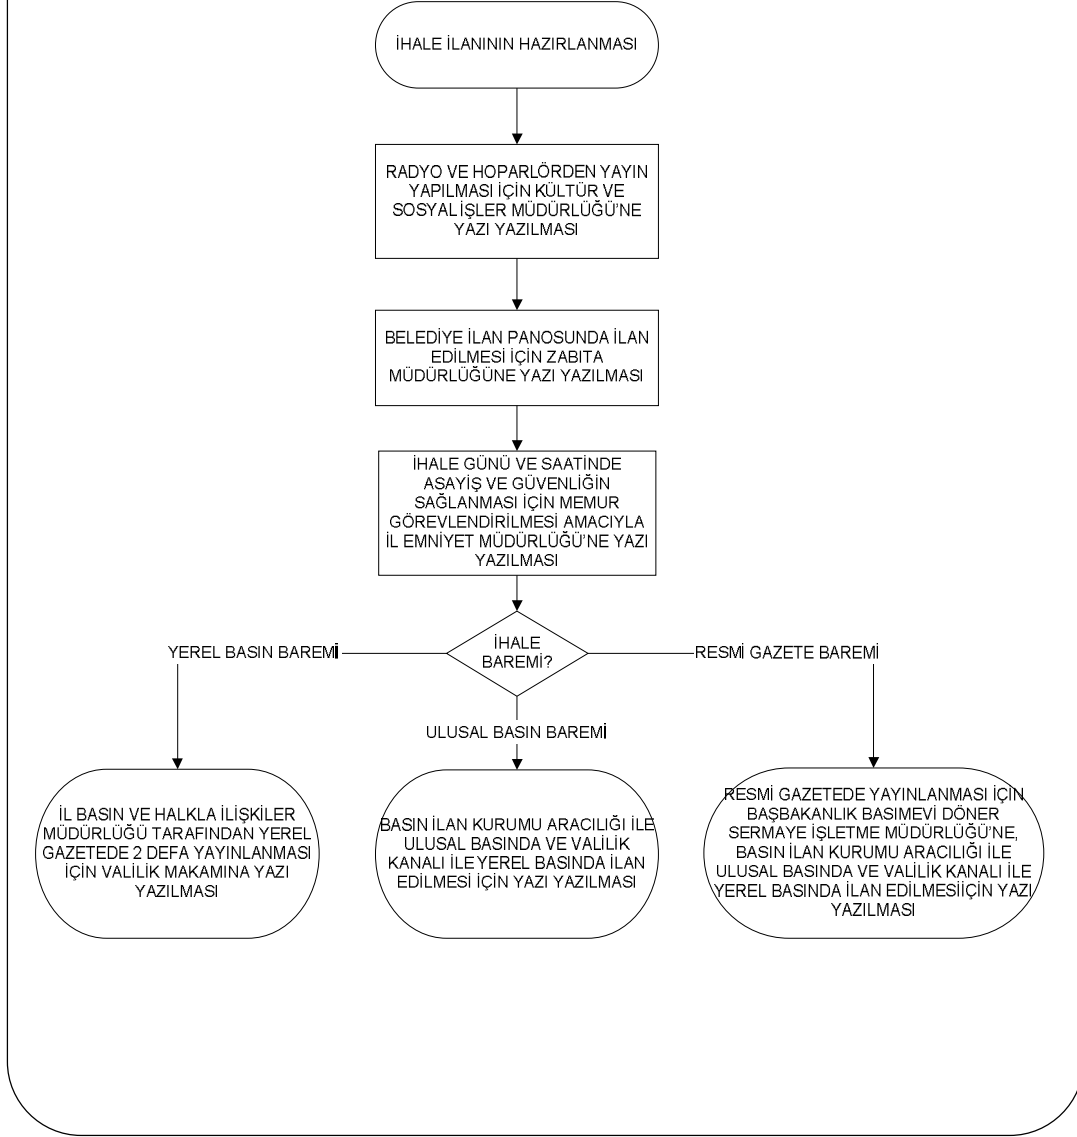 İHALE İLANININ HAZIRLANMASI
RADYO VE HOPARLÖRDEN YAYIN
YAPILMASI İÇİN KÜLTÜR VE
SOSYAL İŞLER MÜDÜRLÜĞÜ'NE
YAZI YAZILMASI
BELEDİYE İLAN PANOSUNDA İLAN
EDİLMESİ İÇİN ZABITA
MÜDÜRLÜĞÜNE YAZI YAZILMASI
İHALE GÜNÜ VE SAATİNDE
ASAYİŞ VE GÜVENLİĞİN
SAĞLANMASI İÇİN MEMUR
GÖREVLENDİRİLMESİ AMACIYLA
İL EMNİYET MÜDÜRLÜĞÜ'NE YAZI
YAZILMASI
İHALE
BAREMİ?
YEREL BASIN BAREMİ
RESMİ GAZETE BAREMİ
ULUSAL BASIN BAREMİ
İL BASIN VE HALKLA İLİŞKİLER
MÜDÜRLÜĞÜ TARAFINDAN YEREL
GAZETEDE 2 DEFA YAYINLANMASI
İÇİN VALİLİK MAKAMINA YAZI
YAZILMASI
BASIN İLAN KURUMU ARACILIĞI İLE
ULUSAL BASINDA VE VALİLİK
KANALI İLE YEREL BASINDA İLAN
EDİLMESİ İÇİN YAZI YAZILMASI
RESMİ GAZETEDE YAYINLANMASI İÇİN
BAŞBAKANLIK BASIMEVİ DÖNER
SERMAYE İŞLETME MÜDÜRLÜĞÜ'NE,
BASIN İLAN KURUMU ARACILIĞI İLE
ULUSAL BASINDA VE VALİLİK KANALI İLE
YEREL BASINDA İLAN EDİLMESİİÇİN YAZI
YAZILMASI